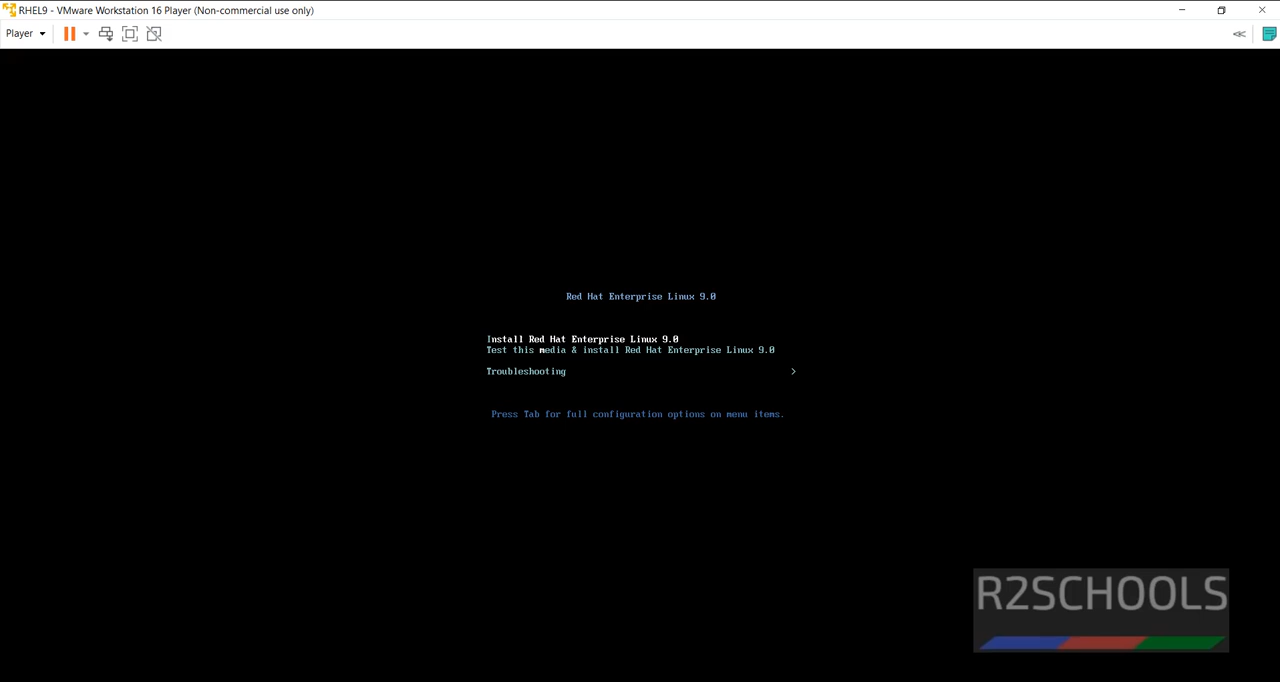 RHEL9 - VMware Workstation 16 Player (Non-commercial use only)
Player
Red Hat Enterprise Linux 9.0
Install Red Hat Enterprise Linux 9.0
Test this media & install Red Hat Enterprise Linux 9.0
Troubleshooting >
Press Tab for full configuration options on menu items.
R2SCHOOLS